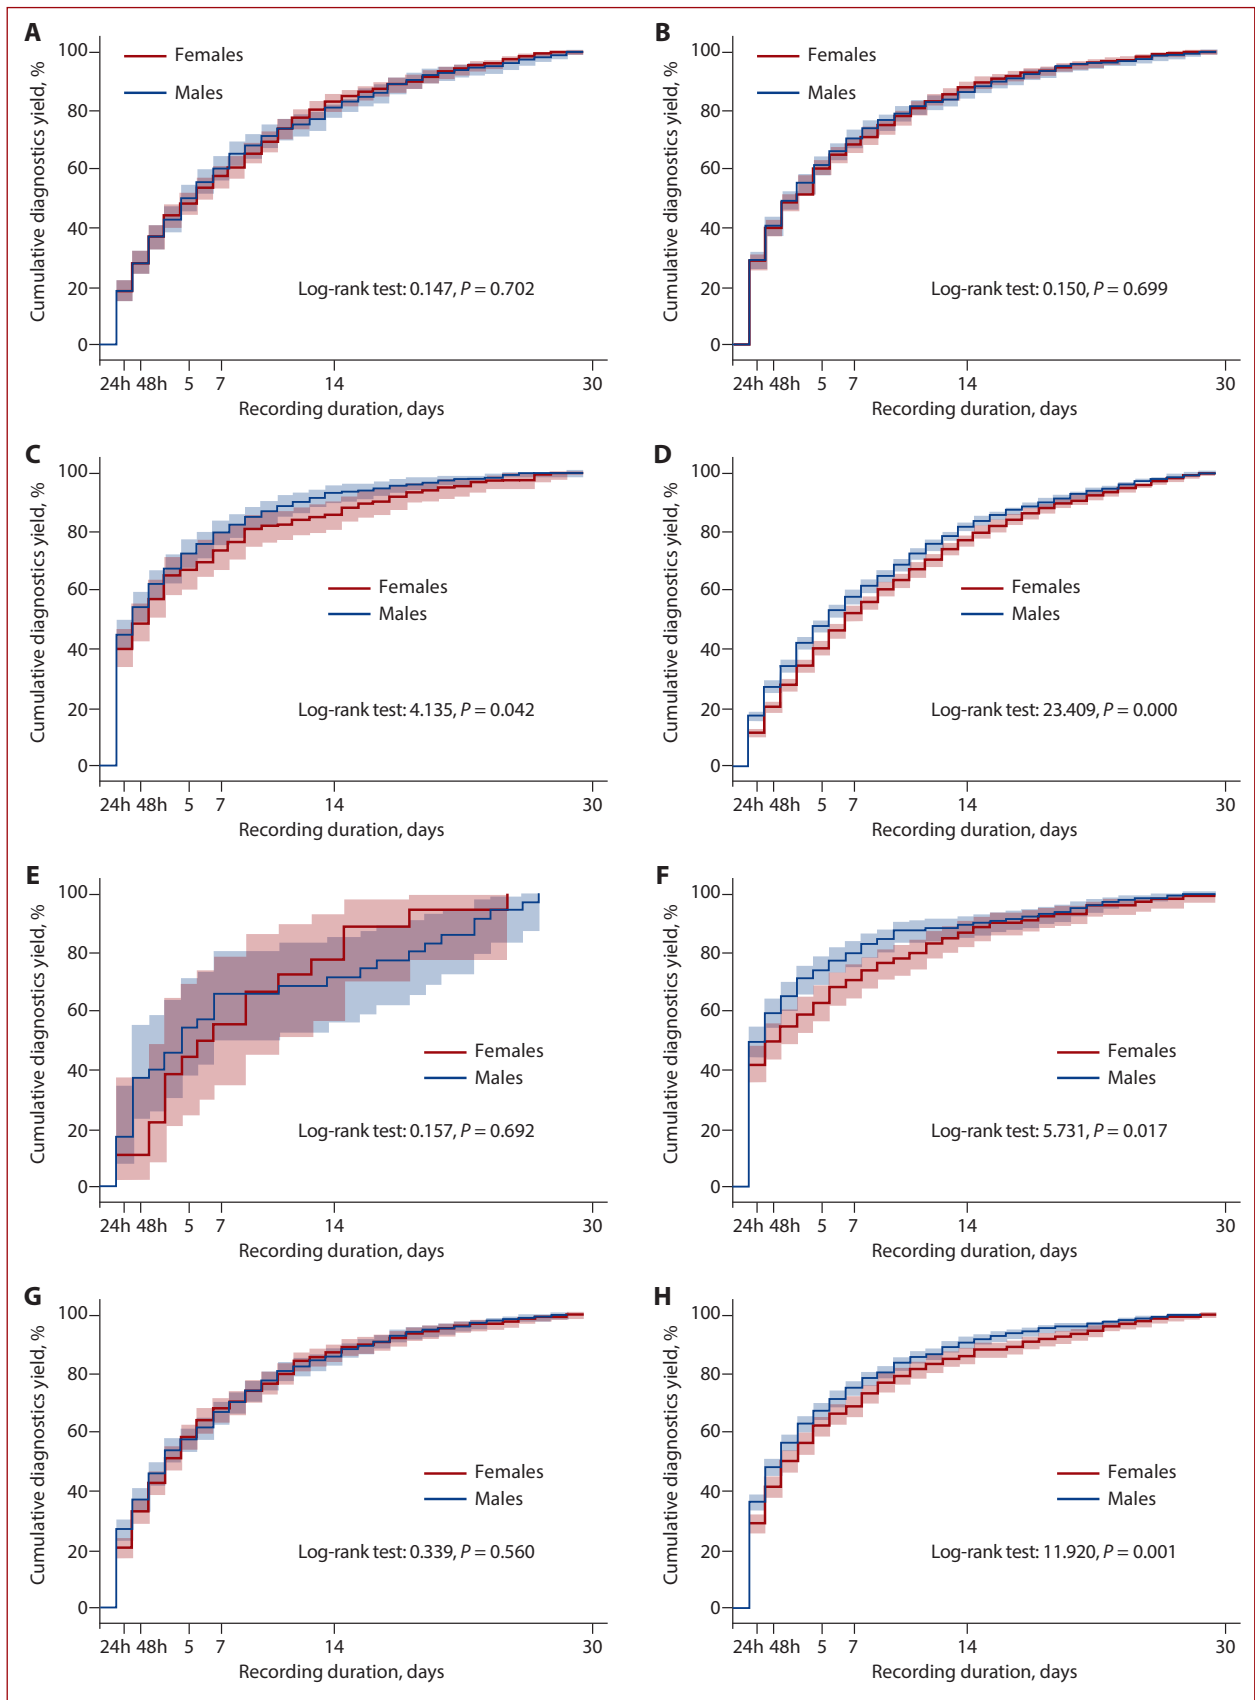 A
Cumulative diagnostics yield, %
100
80
60
40
20
0
Females
Males
Log-rank test: 0.147, P = 0.702
24h 48h 5 7 14 30
Recording duration, days
B
Cumulative diagnostics yield, %
100
80
60
40
20
0
Females
Males
Log-rank test: 0.150, P = 0.699
24h 48h 5 7 14 30
Recording duration, days
C
Cumulative diagnostics yield, %
100
80
60
40
20
0
Females
Males
Log-rank test: 4.135, P = 0.042
24h 48h 5 7 14 30
Recording duration, days
D
Cumulative diagnostics yield, %
100
80
60
40
20
0
Females
Males
Log-rank test: 23.409, P = 0.000
24h 48h 5 7 14 30
Recording duration, days
E
Cumulative diagnostics yield, %
100
80
60
40
20
0
Females
Males
Log-rank test: 0.157, P = 0.692
24h 48h 5 7 14 30
Recording duration, days
F
Cumulative diagnostics yield, %
100
80
60
40
20
0
Females
Males
Log-rank test: 5.731, P = 0.017
24h 48h 5 7 14 30
Recording duration, days
G
Cumulative diagnostics yield, %
100
80
60
40
20
0
Females
Males
Log-rank test: 0.339, P = 0.560
24h 48h 5 7 14 30
Recording duration, days
H
Cumulative diagnostics yield, %
100
80
60
40
20
0
Females
Males
Log-rank test: 11.920, P = 0.001
24h 48h 5 7 14 30
Recording duration, days